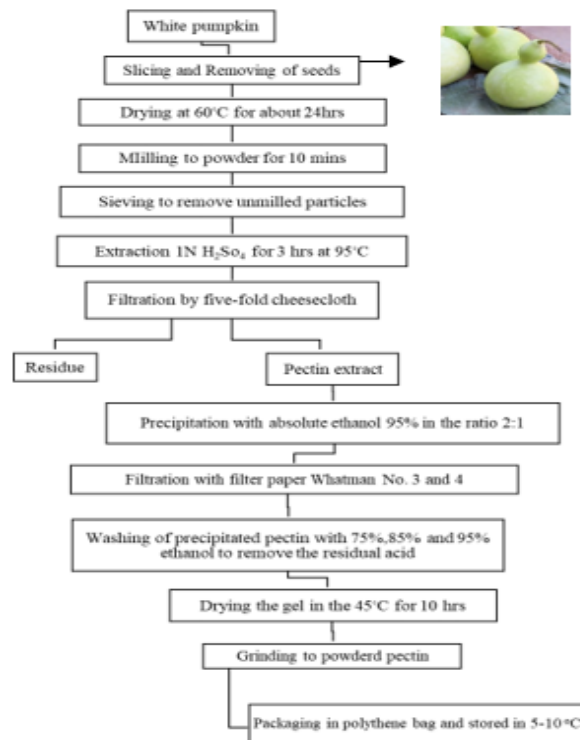 White pumpkin
Slicing and Removing of seeds
Drying at 60°C for about 24hrs
MIilling to powder for 10 mins
Sieving to remove unmilled particles
Extraction 1N H₂So₄ for 3 hrs at 95°C
Filtration by five-fold cheesecloth
Residue
Pectin extract
Precipitation with absolute ethanol 95% in the ratio 2:1
Filtration with filter paper Whatman No. 3 and 4
Washing of precipitated pectin with 75%,85% and 95%
ethanol to remove the residual acid
Drying the gel in the 45°C for 10 hrs
Grinding to powderd pectin
Packaging in polythene bag and stored in 5-10 °C